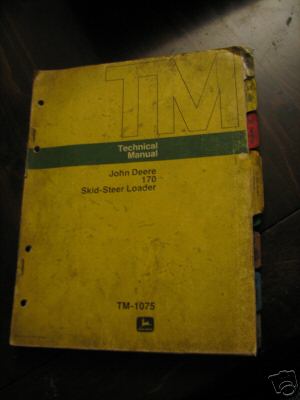 TM
Technical
Manual
John Deere
170
Skid-Steer Loader
TM-1075